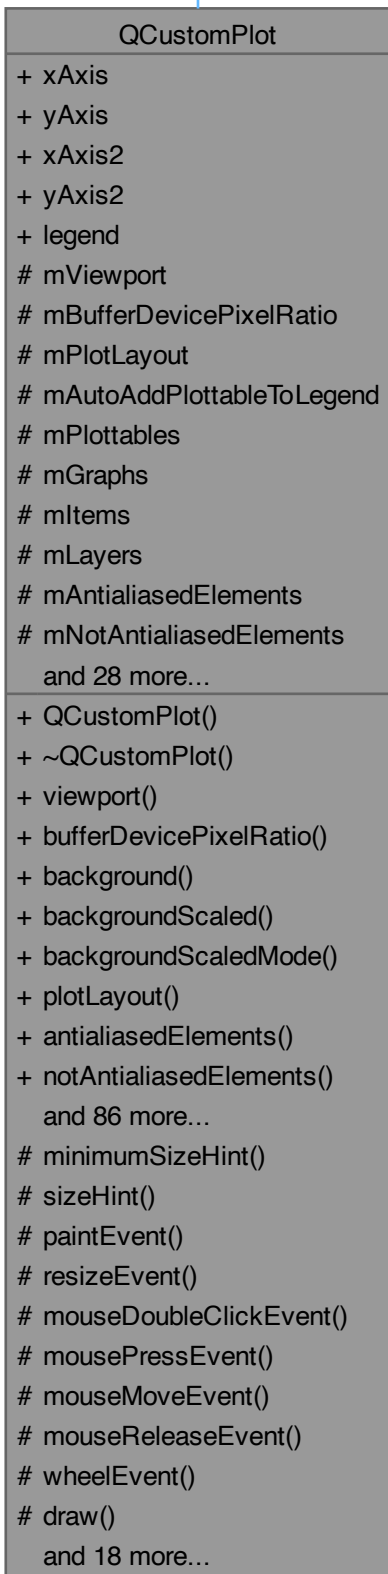 QCustomPlot
+ xAxis
+ yAxis
+ xAxis2
+ yAxis2
+ legend
# mViewport
# mBufferDevicePixelRatio
# mPlotLayout
# mAutoAddPlottableToLegend
# mPlottables
# mGraphs
# mItems
# mLayers
# mAntialiasedElements
# mNotAntialiasedElements
and 28 more...
+ QCustomPlot()
+ ~QCustomPlot()
+ viewport()
+ bufferDevicePixelRatio()
+ background()
+ backgroundScaled()
+ backgroundScaledMode()
+ plotLayout()
+ antialiasedElements()
+ notAntialiasedElements()
and 86 more...
# minimumSizeHint()
# sizeHint()
# paintEvent()
# resizeEvent()
# mouseDoubleClickEvent()
# mousePressEvent()
# mouseMoveEvent()
# mouseReleaseEvent()
# wheelEvent()
# draw()
and 18 more...